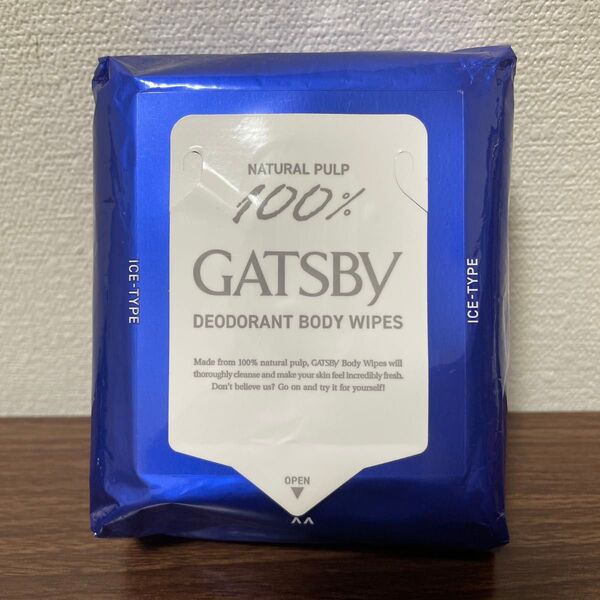 NATURAL PULP
100%
GATSBY
DEODORANT BODY WIPES
Made from 100% natural pulp, GATSBY Body Wipes will
thoroughly cleanse and make your skin feel incredibly fresh.
Don't believe us? Go on and try it for yourself!
ICE-TYPE
ICE-TYPE
OPEN